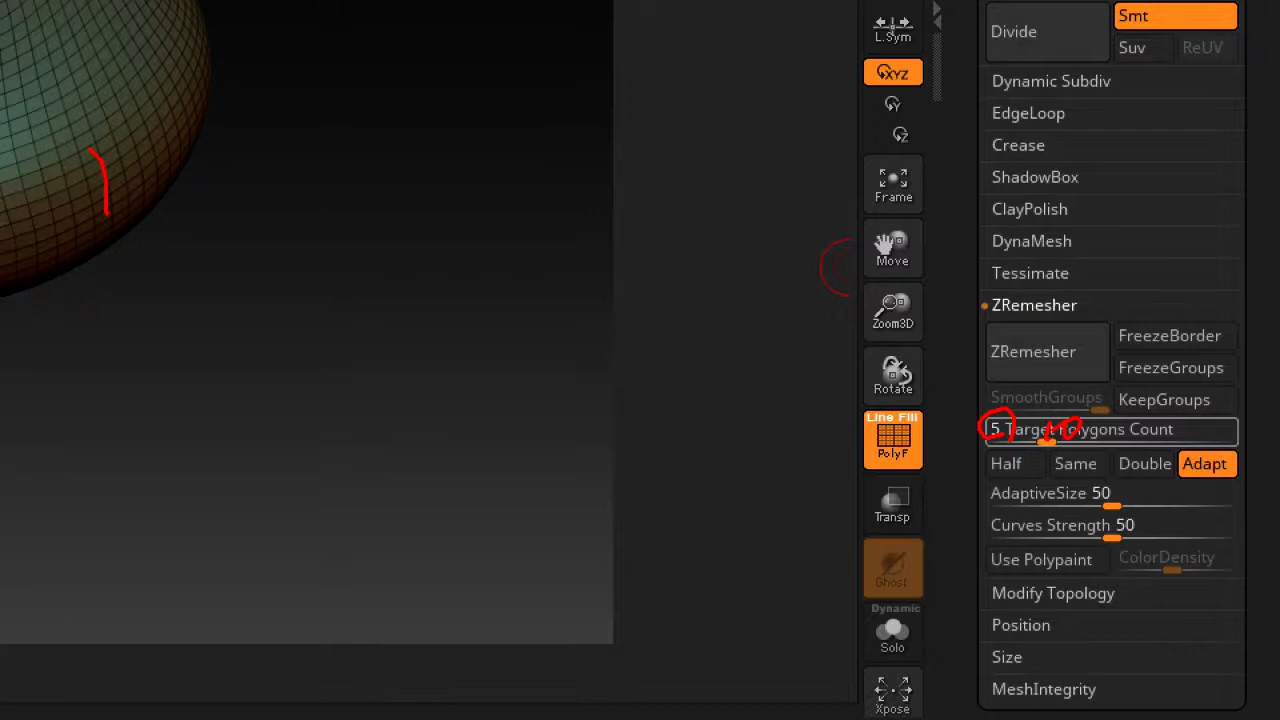 Divide
Smt
Suv
ReUV
Dynamic Subdiv
EdgeLoop
Crease
ShadowBox
ClayPolish
DynaMesh
Tessimate
ZRemesher
ZRemesher
FreezeBorder
FreezeGroups
SmoothGroups
KeepGroups
5 Target Polygons Count
10
Half
Same
Double
Adapt
AdaptiveSize 50
Curves Strength 50
Use Polypaint
ColorDensity
Modify Topology
Position
Size
MeshIntegrity
L.Sym
XYZ
Y
Z
Frame
Move
Zoom3D
Rotate
Line Fill
PolyF
Transp
Ghost
Dynamic
Solo
Xpose